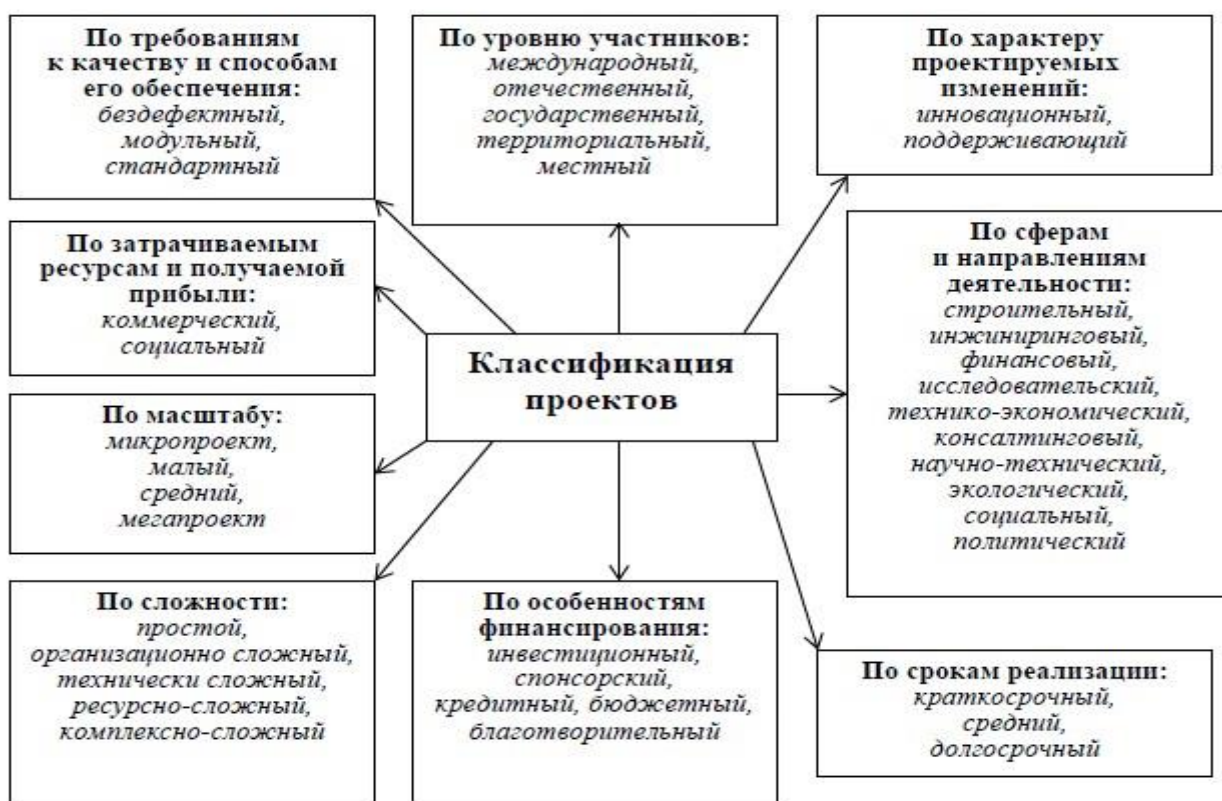 По требованиям
к качеству и способам
его обеспечения:
бездефектный,
модульный,
стандартный
По уровню участников:
международный,
отечественный,
государственный,
территориальный,
местный
По характеру
проектируемых
изменений:
инновационный,
поддерживающий
По затрачиваемым
ресурсам и получаемой
прибыли:
коммерческий,
социальный
Классификация
проектов
По сферам
и направлениям
деятельности:
строительный,
инжиниринговый,
финансовый,
исследовательский,
технико-экономический,
консалтинговый,
научно-технический,
экологический,
социальный,
политический
По масштабу:
микропроект,
малый,
средний,
мегапроект
По сложности:
простой,
организационно сложный,
технически сложный,
ресурсно-сложный,
комплексно-сложный
По особенностям
финансирования:
инвестиционный,
спонсорский,
кредитный, бюджетный,
благотворительный
По срокам реализации:
краткосрочный,
средний,
долгосрочный